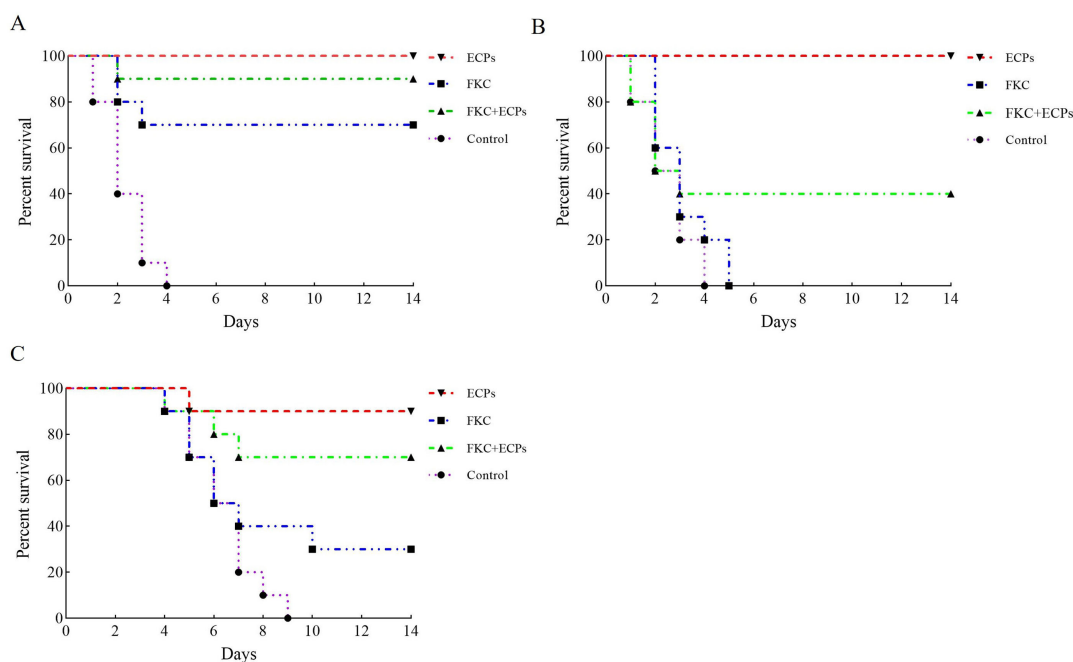 A
Percent survival
100
80
60
40
20
0
0 2 4 6 8 10 12 14
Days
ECPs
FKC
FKC+ECPs
Control
B
Percent survival
100
80
60
40
20
0
0 2 4 6 8 10 12 14
Days
ECPs
FKC
FKC+ECPs
Control
C
Percent survival
100
80
60
40
20
0
0 2 4 6 8 10 12 14
Days
ECPs
FKC
FKC+ECPs
Control